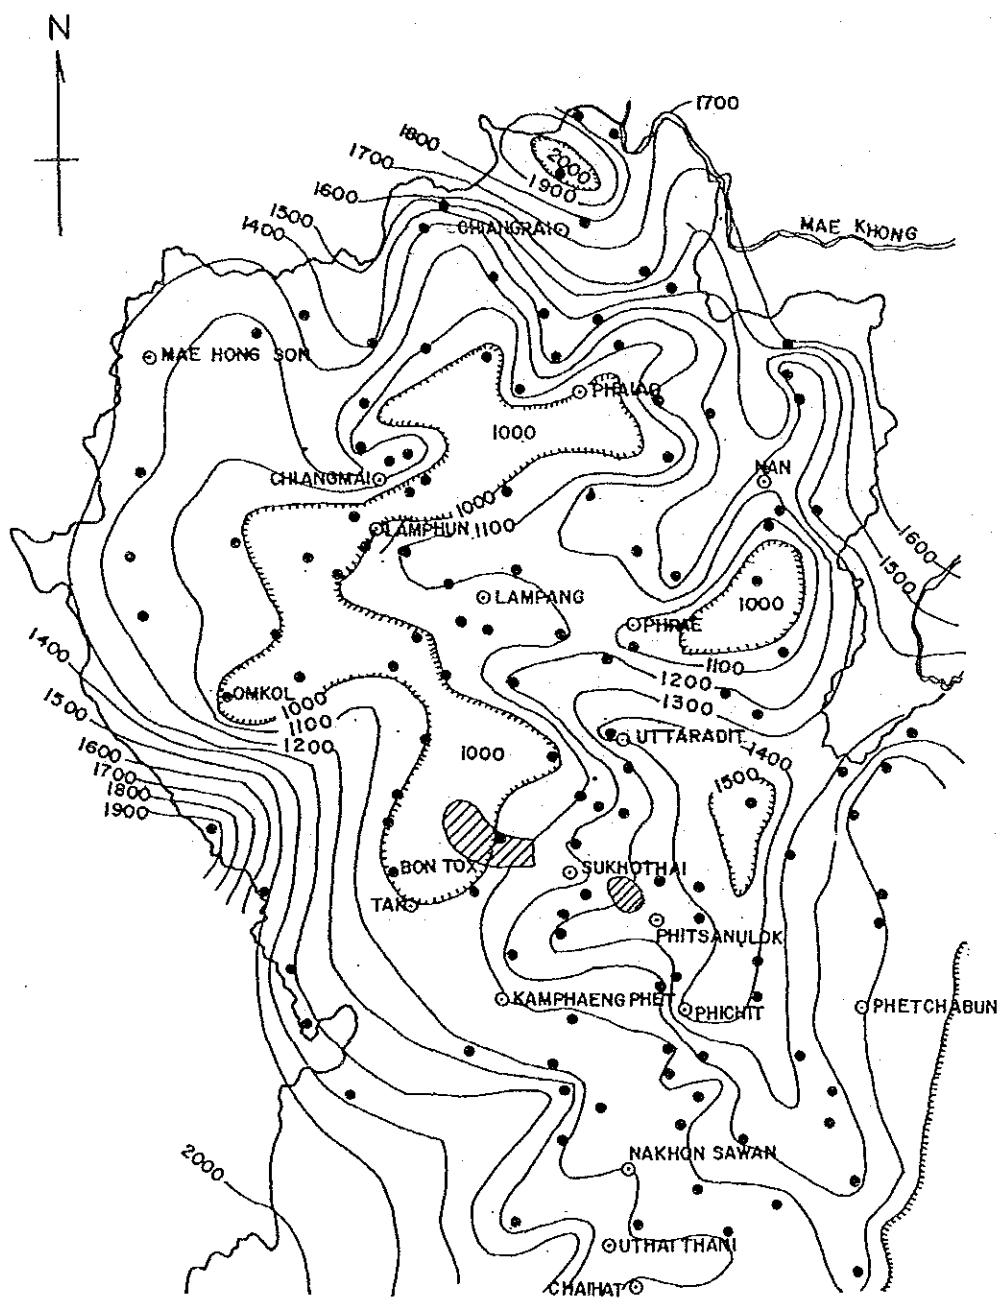 N
1700
1800
2000
1700
1900
1600
1500
CHIANGRAI
MAE KHONG
1400
MAE HONG SON
PHAIAO
1000
NAN
CHIANGMAI
1000
LAMPHUN
1100
1600
1500
LAMPANG
1000
PHRAE
1400
1100
1200
OMKOL
1000
1300
1500
1100
UTTARADIT
1200
1000
1400
1600
1500
1700
1800
1900
BON TOX
SUKHOTHAI
TAK
PHITSANULOK
KAMPHAENG PHET
PHICHIT
PHETCHABUN
2000
NAKHON SAWAN
UTHAI THANI
CHAIHAT